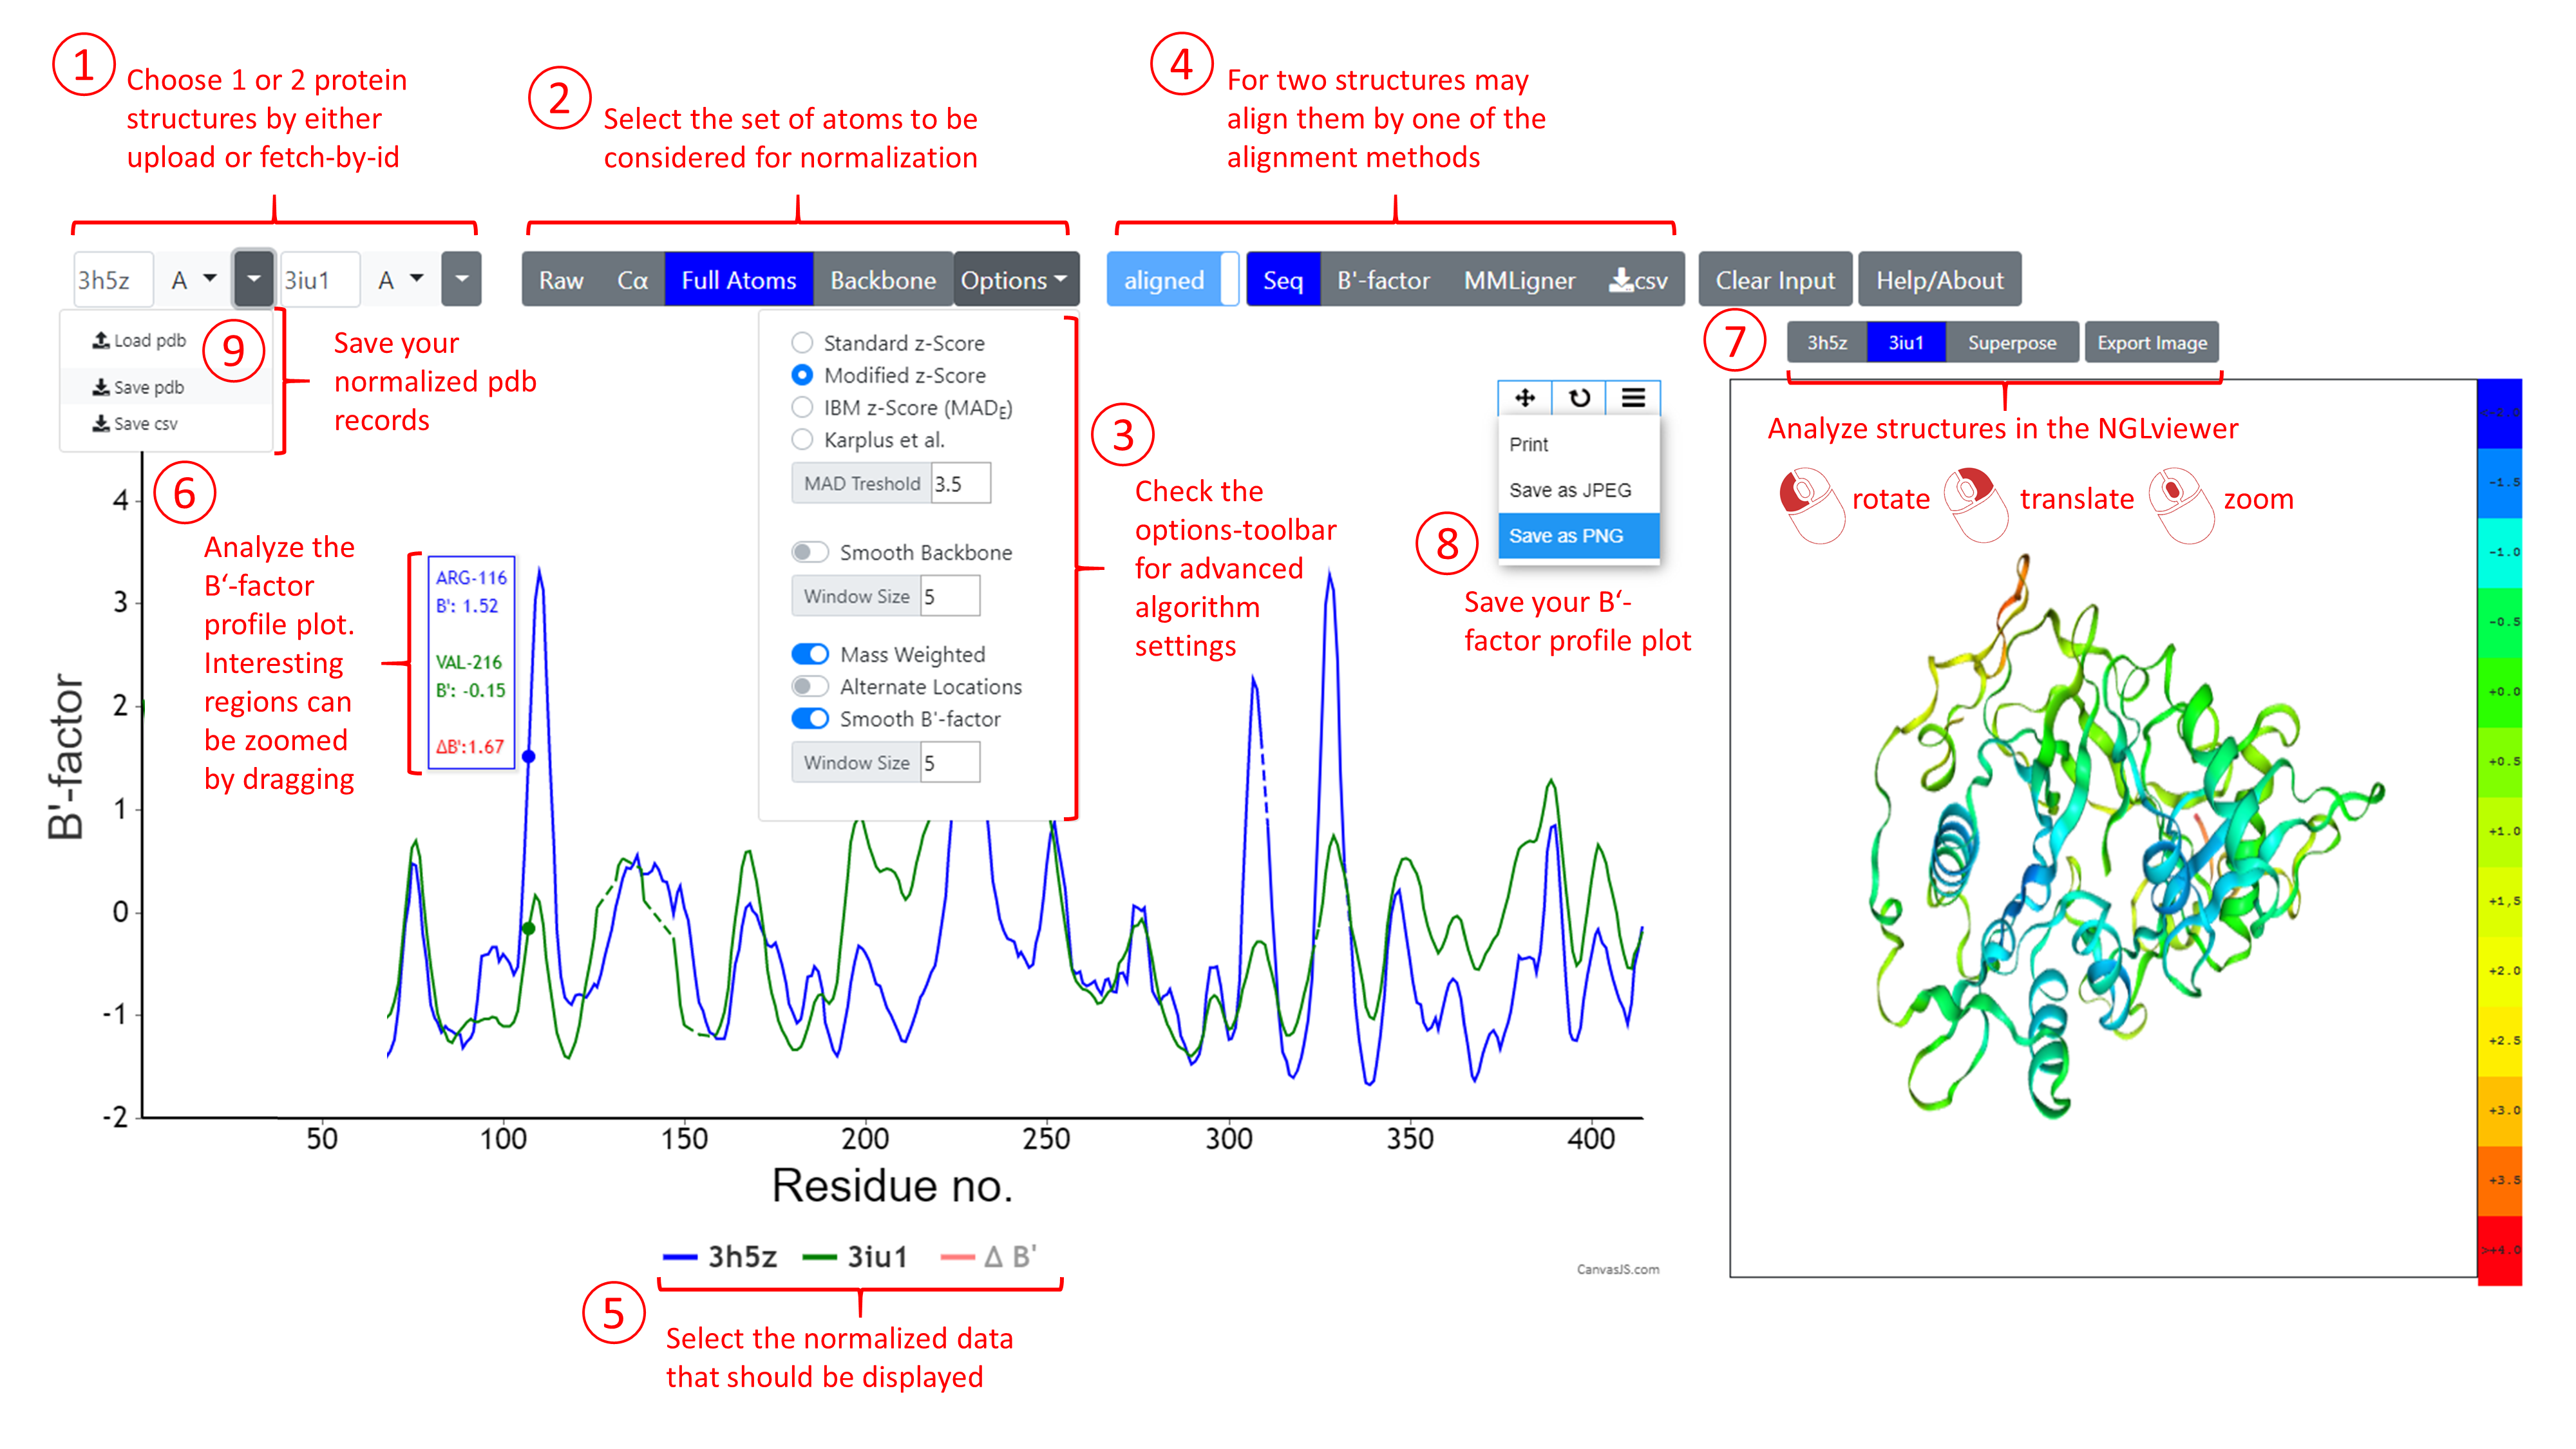 1
Choose 1 or 2 protein
structures by either
upload or fetch-by-id
2
Select the set of atoms to be
considered for normalization
4
For two structures may
align them by one of the
alignment methods
3h5z A 3iu1 A
Raw Cα Full Atoms Backbone Options
aligned Seq B'-factor MMLigner csv
Clear Input Help/About
Load pdb
Save pdb
Save csv
9
Save your
normalized pdb
records
Standard z-Score
Modified z-Score
IBM z-Score (MADE)
Karplus et al.
MAD Treshold 3.5
Smooth Backbone
Window Size 5
Mass Weighted
Alternate Locations
Smooth B'-factor
Window Size 5
3
Check the
options-toolbar
for advanced
algorithm
settings
Print
Save as JPEG
Save as PNG
8
Save your B‘-
factor profile plot
7
3h5z 3iu1 Superpose Export Image
Analyze structures in the NGLviewer
rotate translate zoom
6
Analyze the
B‘-factor
profile plot.
Interesting
regions can
be zoomed
by dragging
ARG-116
B': 1.52
VAL-216
B': -0.15
ΔB':1.67
B'-factor
4
3
2
1
0
-1
-2
50 100 150 200 250 300 350 400
Residue no.
3h5z 3iu1 Δ B'
CanvasJS.com
5
Select the normalized data
that should be displayed
<-2.0
-1.5
-1.0
-0.5
+0.0
+0.5
+1.0
+1,5
+2.0
+2.5
+3.0
+3.5
>+4.0